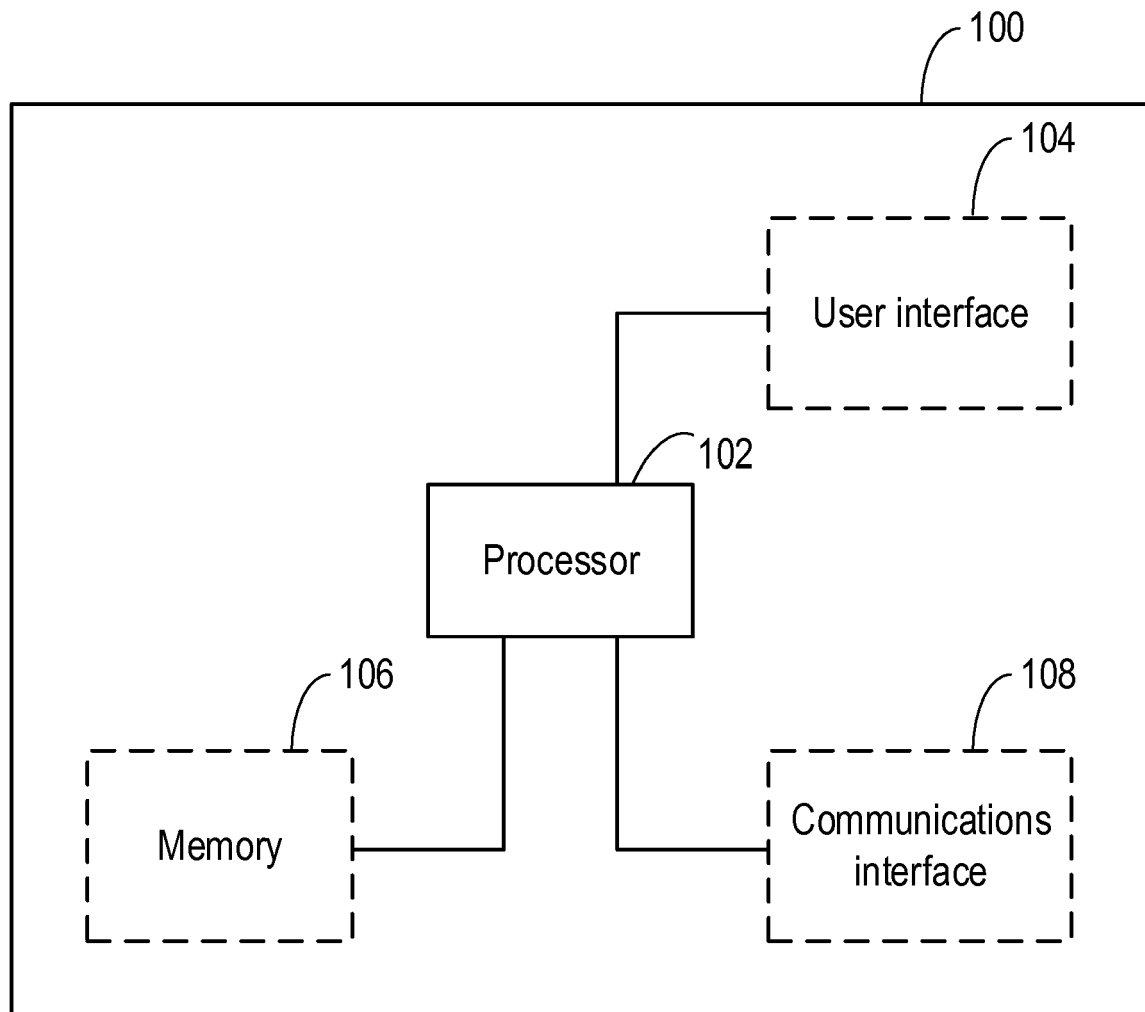 100
104
User interface
102
Processor
106
108
Memory
Communications
interface